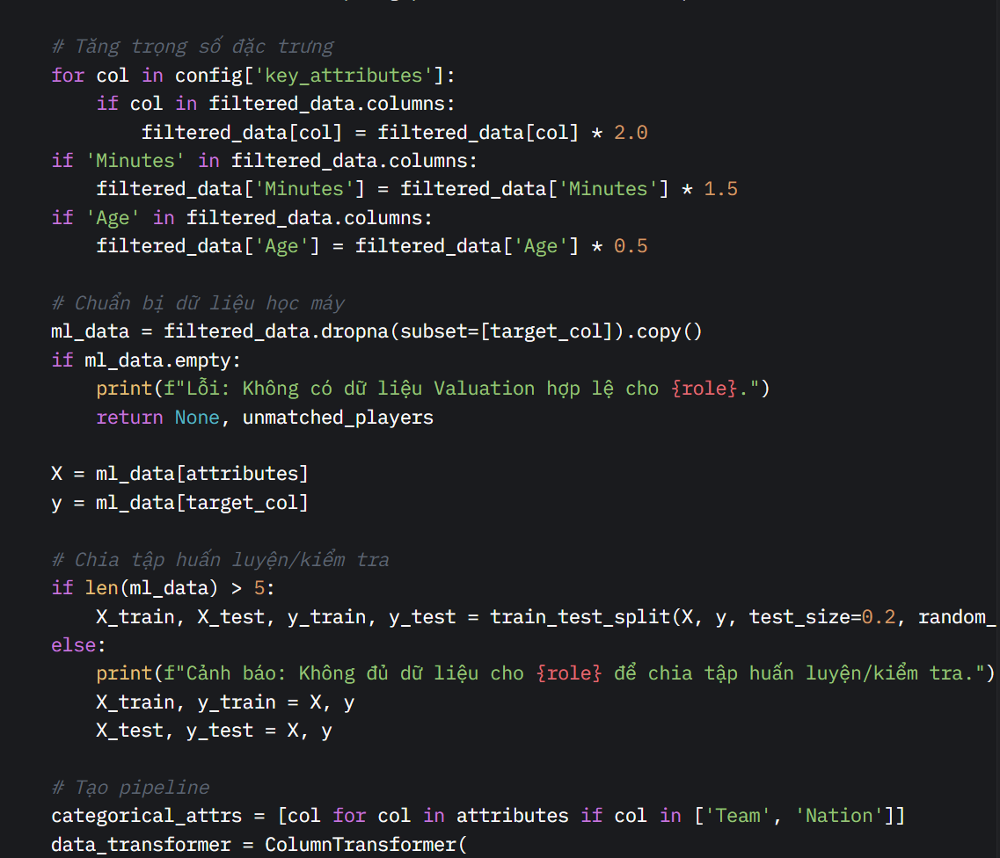 # Tăng trọng số đặc trưng
for col in config['key_attributes']:
    if col in filtered_data.columns:
        filtered_data[col] = filtered_data[col] * 2.0
if 'Minutes' in filtered_data.columns:
    filtered_data['Minutes'] = filtered_data['Minutes'] * 1.5
if 'Age' in filtered_data.columns:
    filtered_data['Age'] = filtered_data['Age'] * 0.5
# Chuẩn bị dữ liệu học máy
ml_data = filtered_data.dropna(subset=[target_col]).copy()
if ml_data.empty:
    print(f"Lỗi: Không có dữ liệu Valuation hợp lệ cho {role}.")
    return None, unmatched_players
X = ml_data[attributes]
y = ml_data[target_col]
# Chia tập huấn luyện/kiểm tra
if len(ml_data) > 5:
    X_train, X_test, y_train, y_test = train_test_split(X, y, test_size=0.2, random_
else:
    print(f"Cảnh báo: Không đủ dữ liệu cho {role} để chia tập huấn luyện/kiểm tra.")
    X_train, y_train = X, y
    X_test, y_test = X, y
# Tạo pipeline
categorical_attrs = [col for col in attributes if col in ['Team', 'Nation']]
data_transformer = ColumnTransformer(